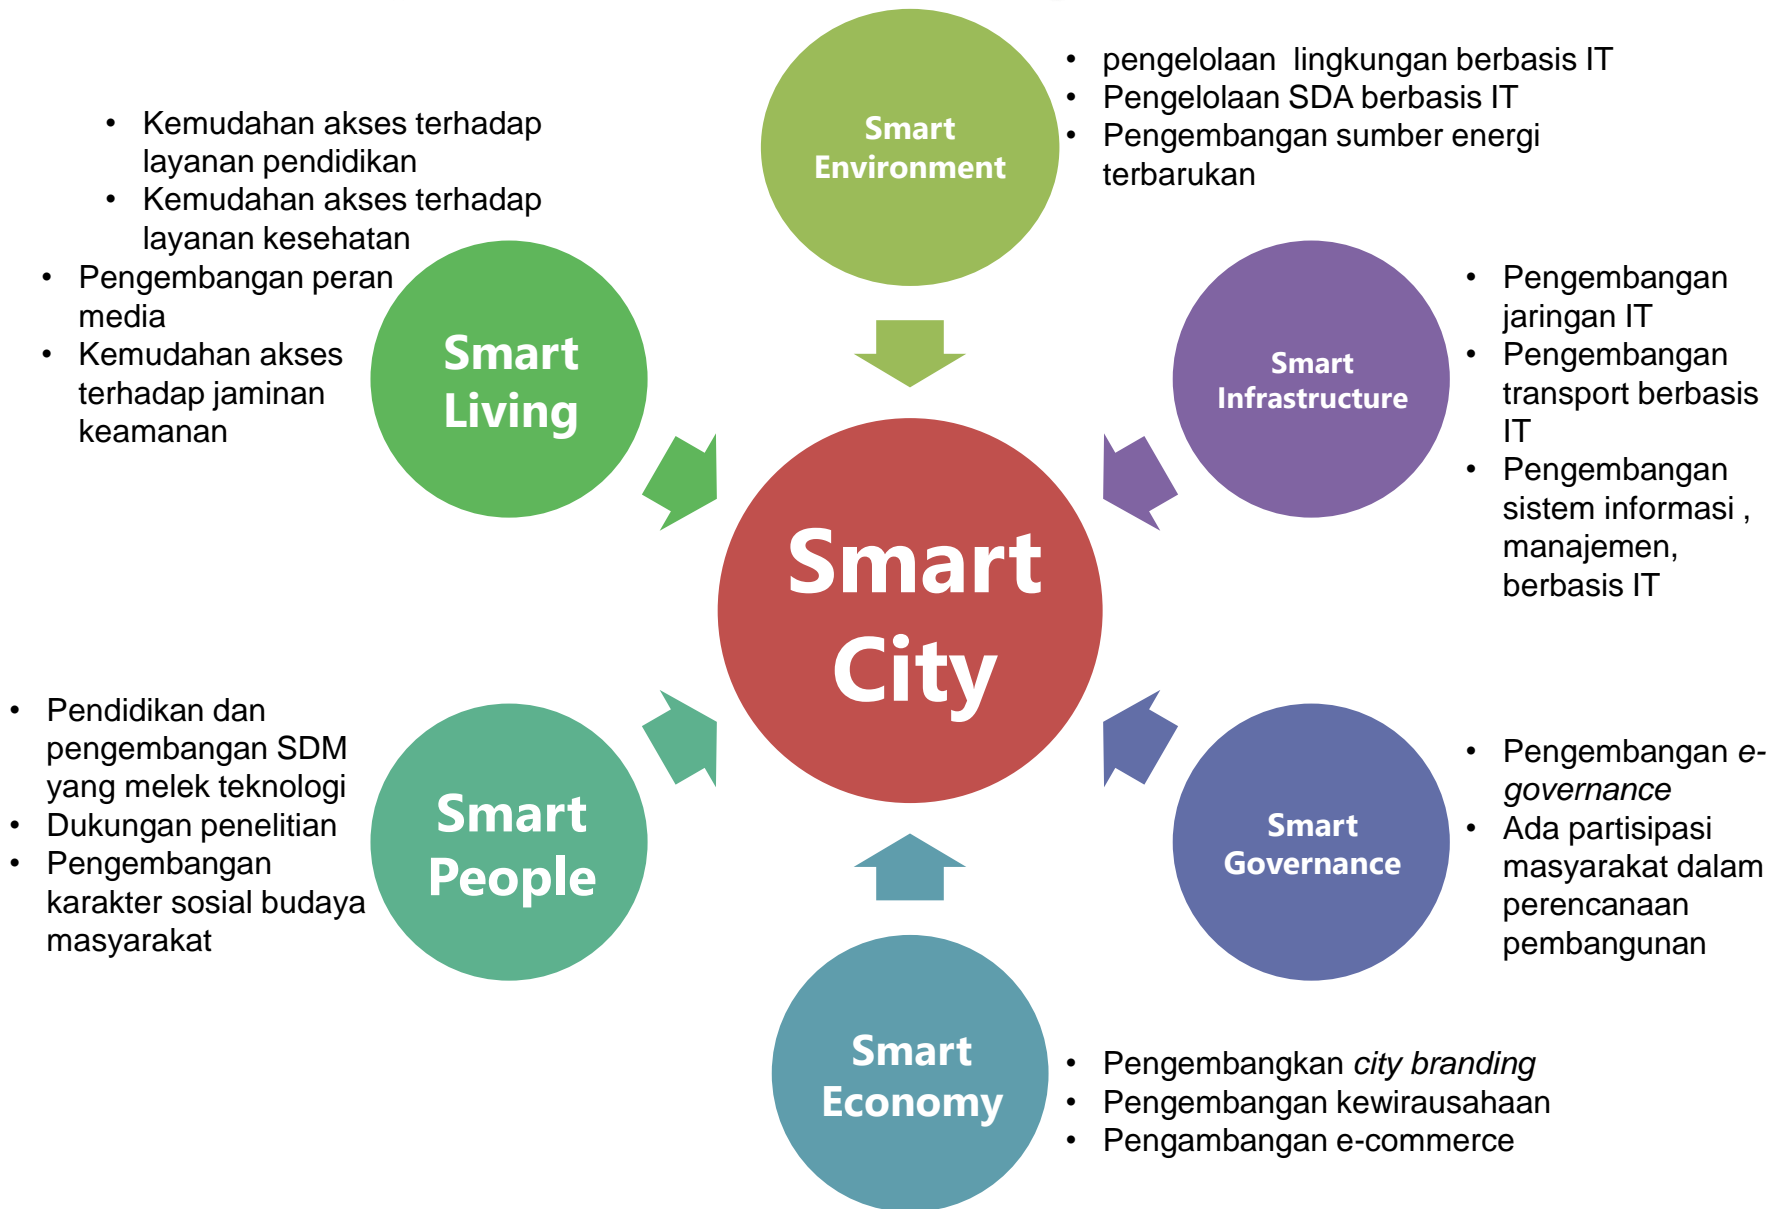 Smart
Environment
• pengelolaan  lingkungan berbasis IT
• Pengelolaan SDA berbasis IT
• Pengembangan sumber energi
terbarukan
• Kemudahan akses terhadap
layanan pendidikan
• Kemudahan akses terhadap
layanan kesehatan
• Pengembangan peran
media
• Kemudahan akses
terhadap jaminan
keamanan
Smart
Living
Smart
Infrastructure
• Pengembangan
jaringan IT
• Pengembangan
transport berbasis
IT
• Pengembangan
sistem informasi ,
manajemen,
berbasis IT
Smart
City
• Pendidikan dan
pengembangan SDM
yang melek teknologi
• Dukungan penelitian
• Pengembangan
karakter sosial budaya
masyarakat
Smart
People
Smart
Governance
• Pengembangan e-
governance
• Ada partisipasi
masyarakat dalam
perencanaan
pembangunan
Smart
Economy
• Pengembangkan city branding
• Pengembangan kewirausahaan
• Pengambangan e-commerce